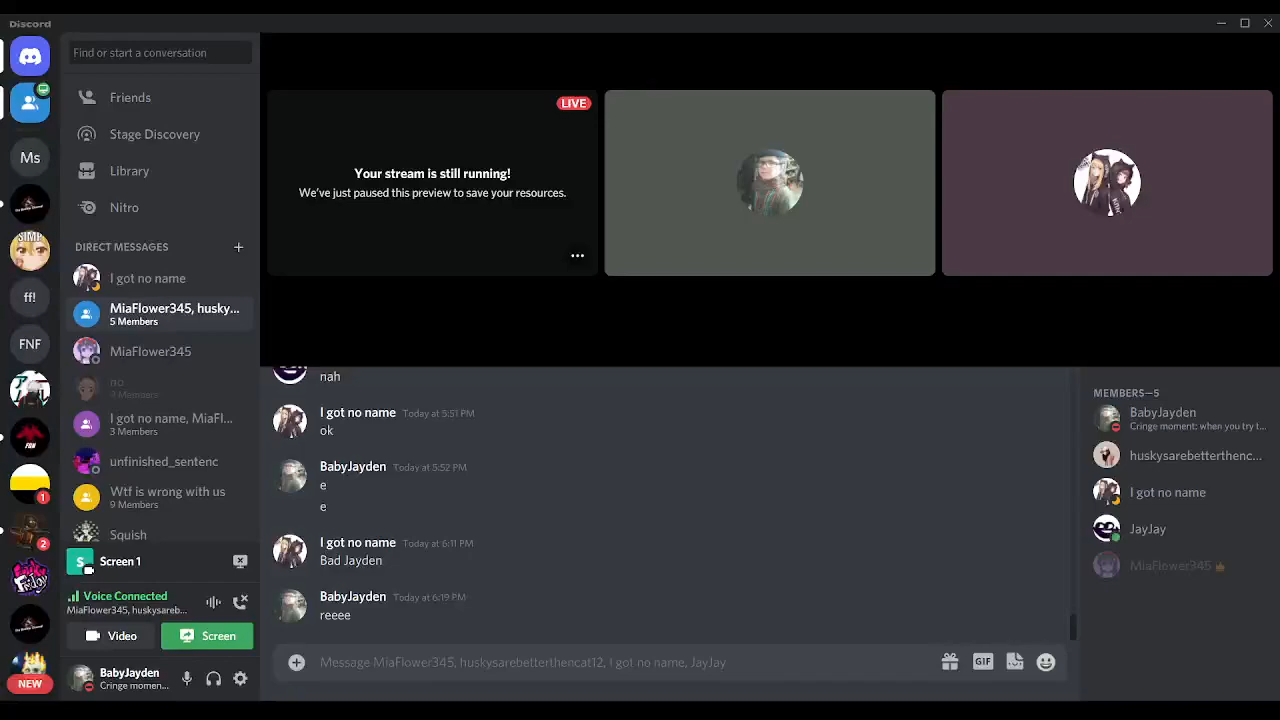 Discord
Find or start a conversation
Friends
Stage Discovery
Library
Nitro
DIRECT MESSAGES
I got no name
MiaFlower345, husky...
5 Members
MiaFlower345
no
I got no name, MiaFl...
3 Members
unfinished_sentenc
Wtf is wrong with us
9 Members
Squish
S
Screen 1
Voice Connected
MiaFlower345, huskysareb...
Video
Screen
BabyJayden
Cringe momen...
Ms
SIMP
ff!
FNF
1
2
NEW
LIVE
Your stream is still running!
We've just paused this preview to save your resources.
nah
I got no name Today at 5:51 PM
ok
BabyJayden Today at 5:52 PM
e
e
I got no name Today at 6:11 PM
Bad Jayden
BabyJayden Today at 6:19 PM
reeee
Message MiaFlower345, huskysarebetterthencat12, I got no name, JayJay
GIF
MEMBERS—5
BabyJayden
Cringe moment: when you try t...
huskysarebetterthenc...
I got no name
JayJay
MiaFlower345